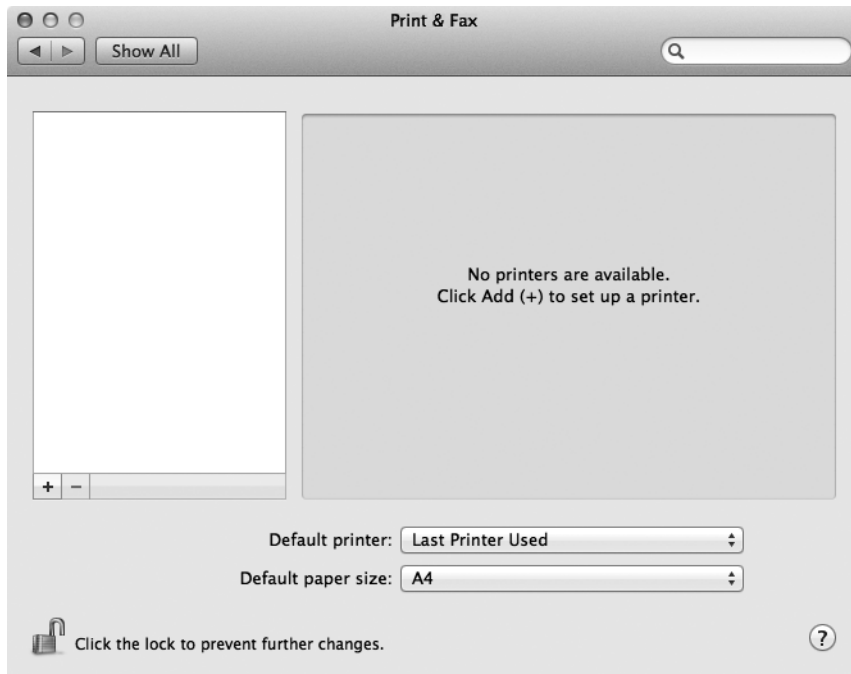 Print & Fax
Show All
No printers are available.
Click Add (+) to set up a printer.
+ −
Default printer: Last Printer Used
Default paper size: A4
Click the lock to prevent further changes.
?